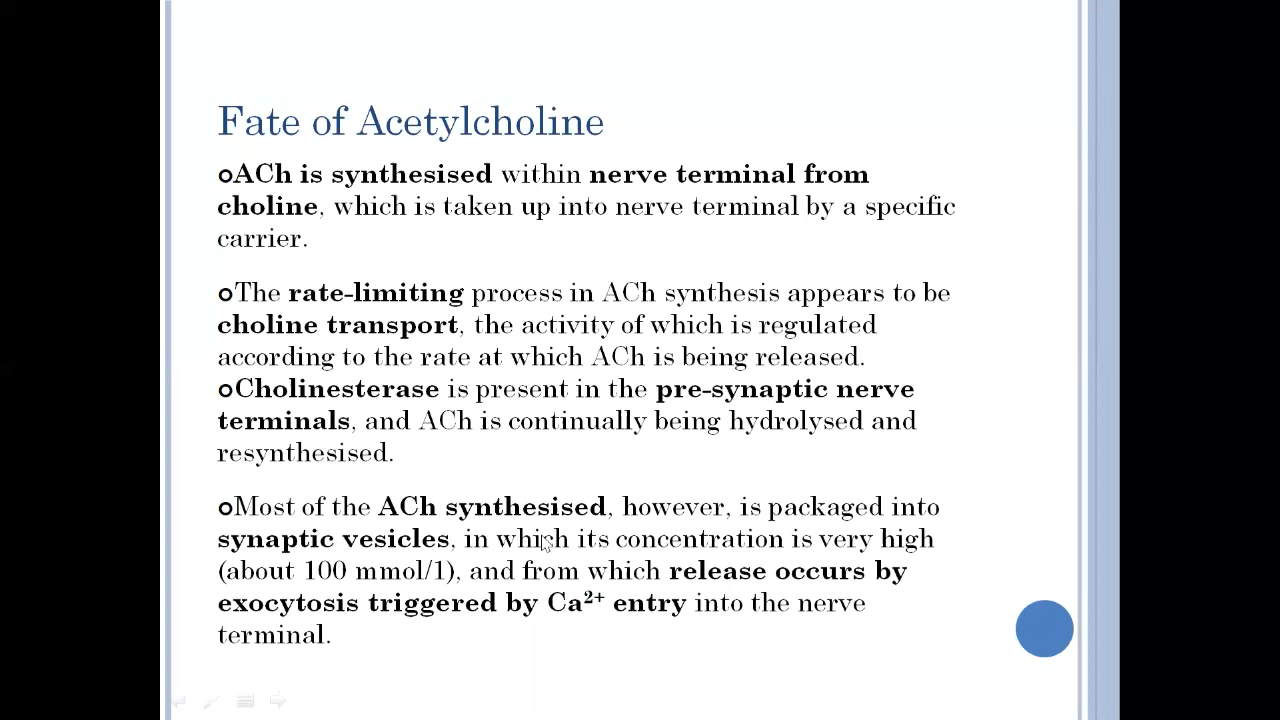 Fate of Acetylcholine
ACh is synthesised within nerve terminal from
choline, which is taken up into nerve terminal by a specific
carrier.
The rate-limiting process in ACh synthesis appears to be
choline transport, the activity of which is regulated
according to the rate at which ACh is being released.
Cholinesterase is present in the pre-synaptic nerve
terminals, and ACh is continually being hydrolysed and
resynthesised.
Most of the ACh synthesised, however, is packaged into
synaptic vesicles, in which its concentration is very high
(about 100 mmol/1), and from which release occurs by
exocytosis triggered by Ca²⁺ entry into the nerve
terminal.